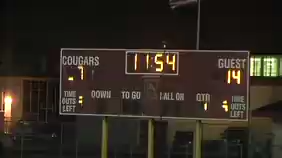 11:54
COUGARS GUEST
7 14
TIME OUTS LEFT DOWN TO GO BALL ON QTR 1 TIME OUTS LEFT